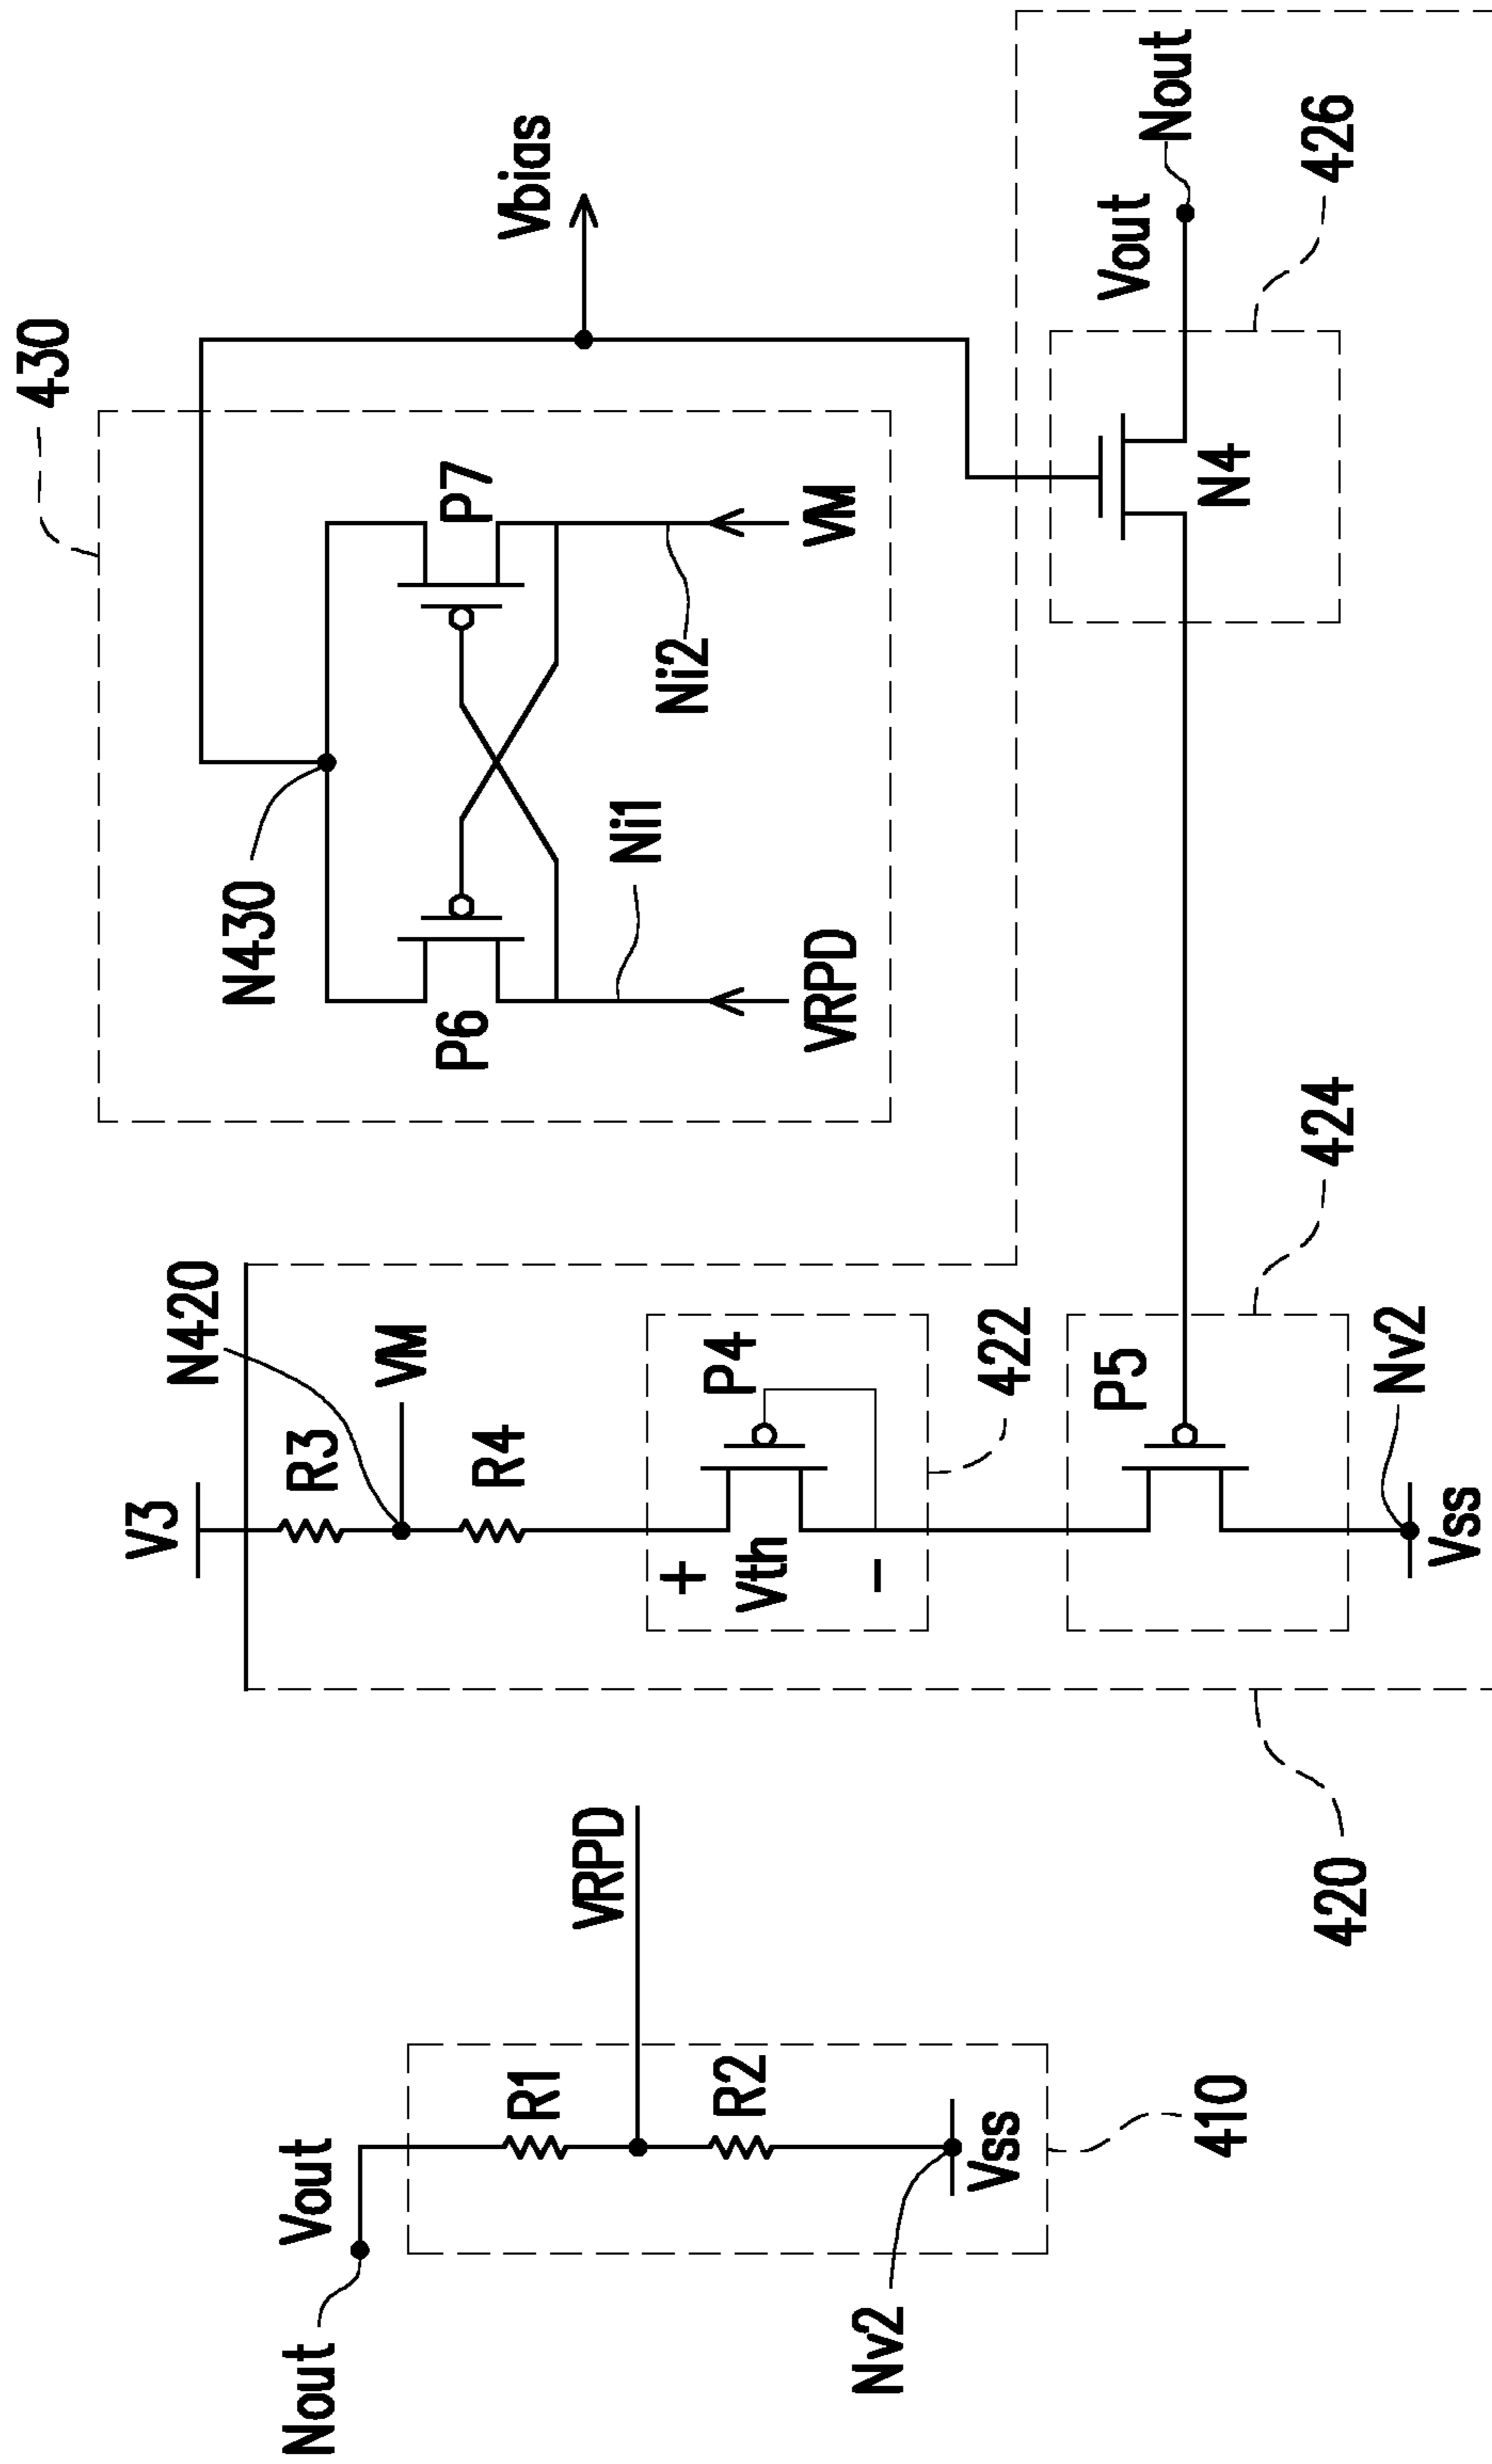 Nout
Vout
R1
VRPD
R2
Nv2
Vss
410
V3
N420
R3
VM
R4
P4
+
Vth
−
422
P5
424
Nv2
Vss
420
430
N430
P6
P7
Ni1
Ni2
VRPD
VM
Vbias
N4
Vout
Nout
426